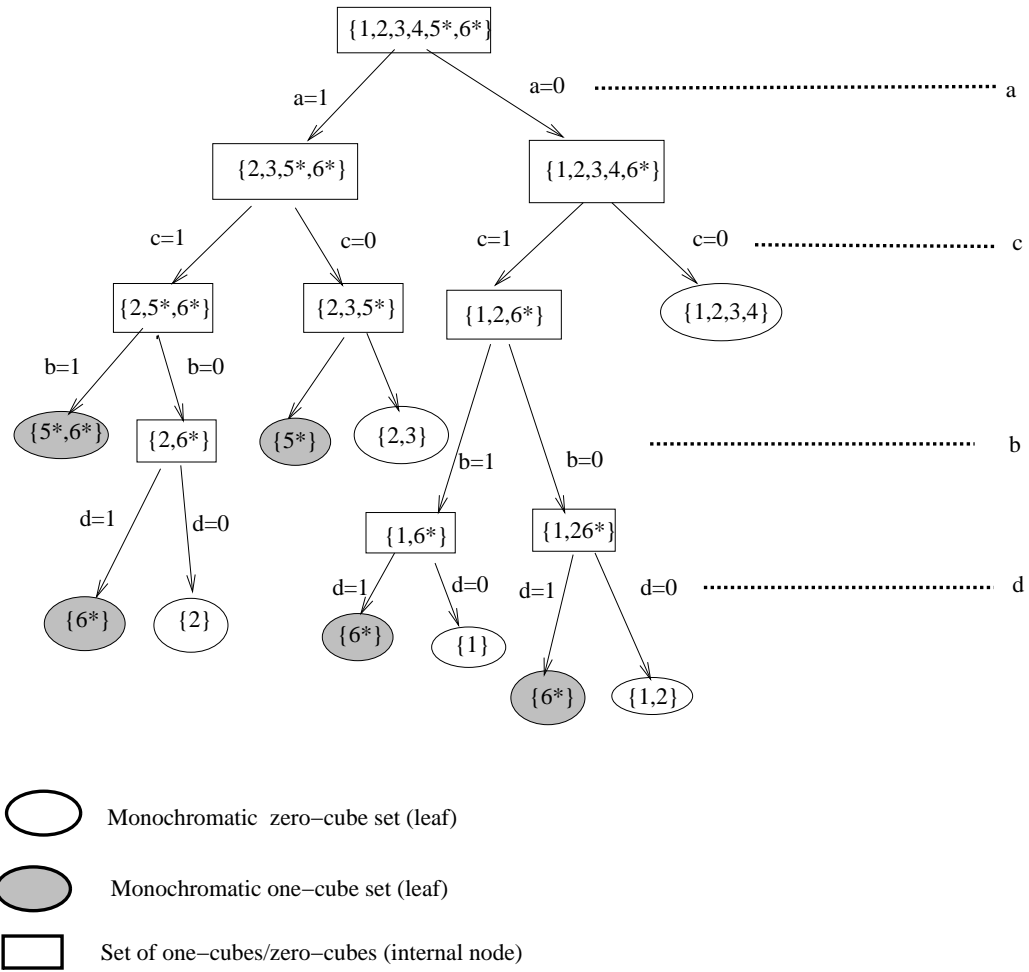 {1,2,3,4,5*,6*}
a=1
a=0
a
{2,3,5*,6*}
{1,2,3,4,6*}
c=1
c=0
c=1
c=0
c
{2,5*,6*}
{2,3,5*}
{1,2,6*}
{1,2,3,4}
b=1
b=0
{5*,6*}
{2,6*}
{5*}
{2,3}
b=1
b=0
b
d=1
d=0
{1,6*}
{1,26*}
d=1
d=0
d=1
d=0
d
{6*}
{2}
{6*}
{1}
{6*}
{1,2}
Monochromatic zero−cube set (leaf)
Monochromatic one−cube set (leaf)
Set of one−cubes/zero−cubes (internal node)